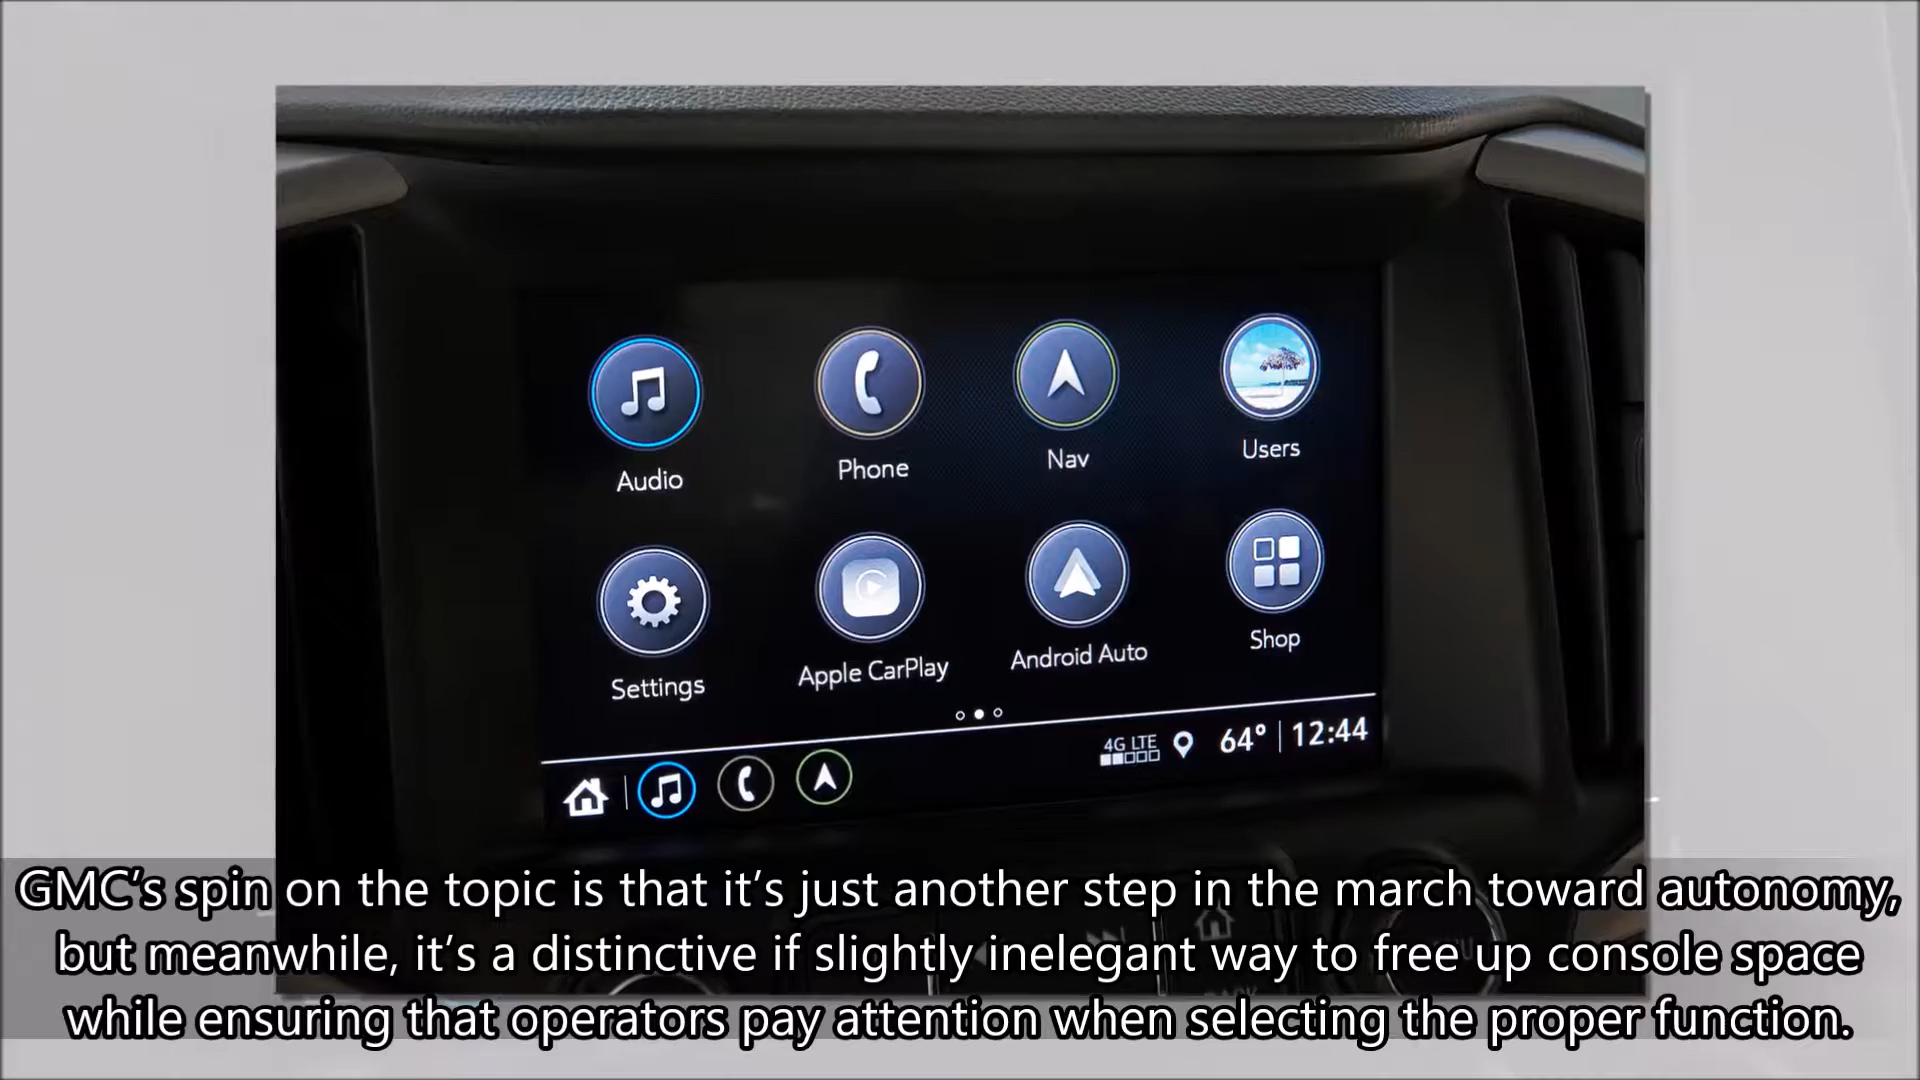 Audio
Phone
Nav
Users
Settings
Apple CarPlay
Android Auto
Shop
4G LTE
64° 12:44
GMC’s spin on the topic is that it’s just another step in the march toward autonomy,
but meanwhile, it’s a distinctive if slightly inelegant way to free up console space
while ensuring that operators pay attention when selecting the proper function.